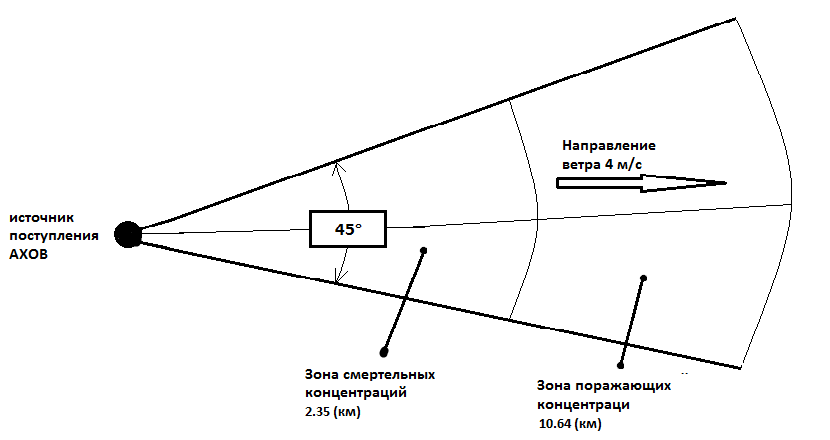 Направление
ветра 4 м/с
источник
поступления
АХОВ
45°
Зона смертельных
концентраций
2.35 (км)
Зона поражающих
концентраци
10.64 (км)